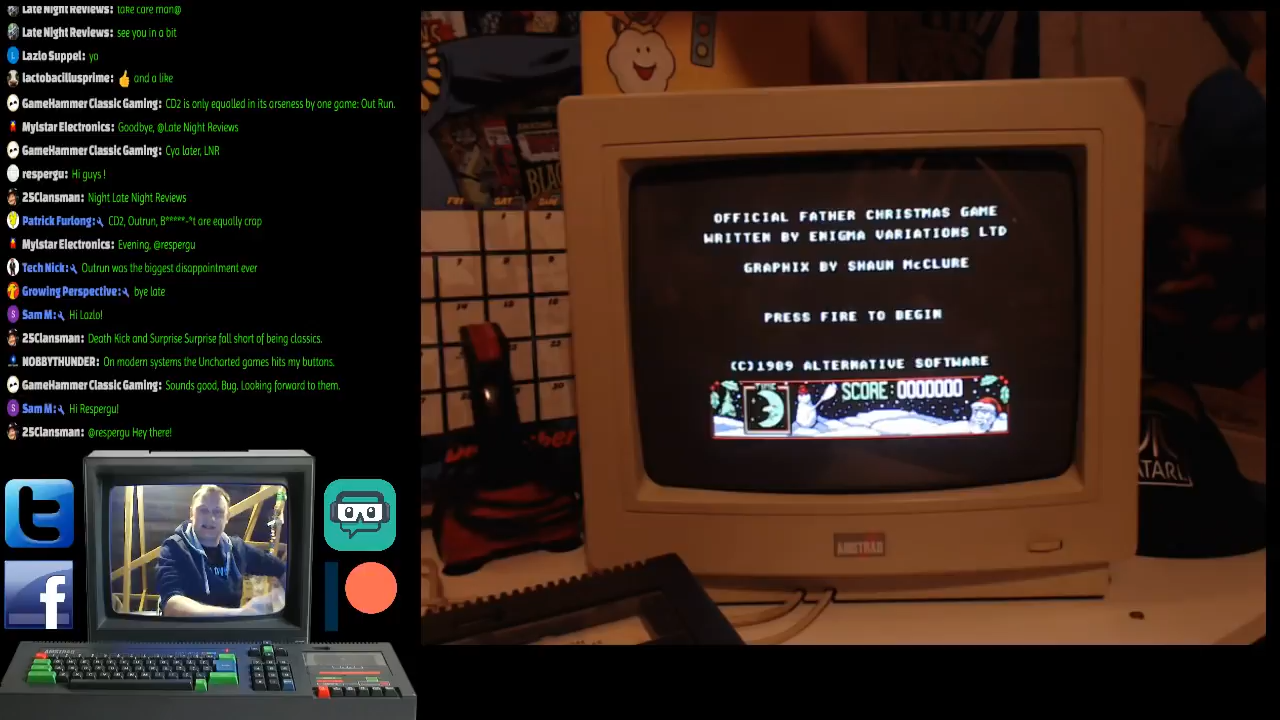 Late Night Reviews: take care man@
Late Night Reviews: see you in a bit
Lazlo Suppel: yo
lactobacillusprime: 👍 and a like
GameHammer Classic Gaming: CD2 is only equalled in its arseness by one game: Out Run.
Mylstar Electronics: Goodbye, @Late Night Reviews
GameHammer Classic Gaming: Cya later, LNR
respergu: Hi guys !
25Clansman: Night Late Night Reviews
Patrick Furlong: CD2, Outrun, B*****-*t are equally crap
Mylstar Electronics: Evening, @respergu
Tech Nick: Outrun was the biggest disappointment ever
Growing Perspective: bye late
Sam M: Hi Lazlo!
25Clansman: Death Kick and Surprise Surprise fall short of being classics.
NOBBYTHUNDER: On modern systems the Uncharted games hits my buttons.
GameHammer Classic Gaming: Sounds good, Bug. Looking forward to them.
Sam M: Hi Respergu!
25Clansman: @respergu Hey there!
OFFICIAL FATHER CHRISTMAS GAME
WRITTEN BY ENIGMA VARIATIONS LTD
GRAPHIX BY SHAUN McCLURE
PRESS FIRE TO BEGIN
(C)1989 ALTERNATIVE SOFTWARE
TIME
SCORE:0000000
AMSTRAD
ATARI
FRI SAT
AMSTRAD